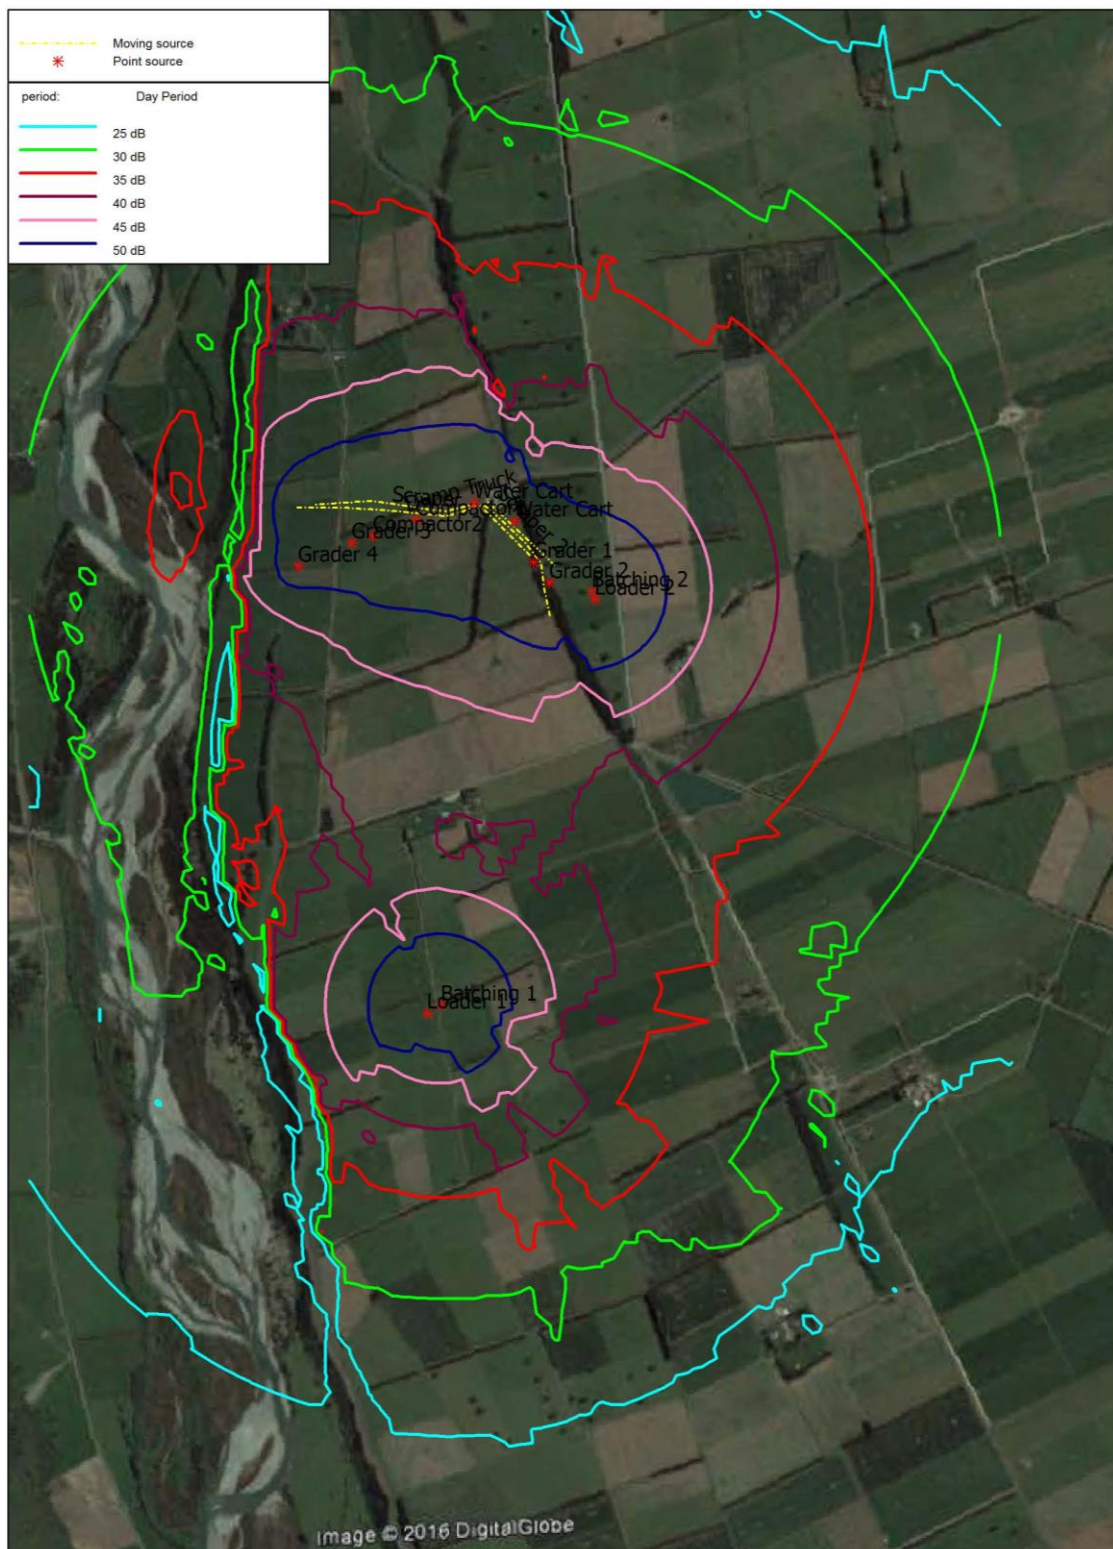 Moving source
Point source
period: Day Period
25 dB
30 dB
35 dB
40 dB
45 dB
50 dB
Water Cart
Water Cart
Compactor2
Grader 3
Grader 4
Grader 1
Grader 2
Batching 2
Loader 2
Batching 1
Loader 1
Image © 2016 DigitalGlobe